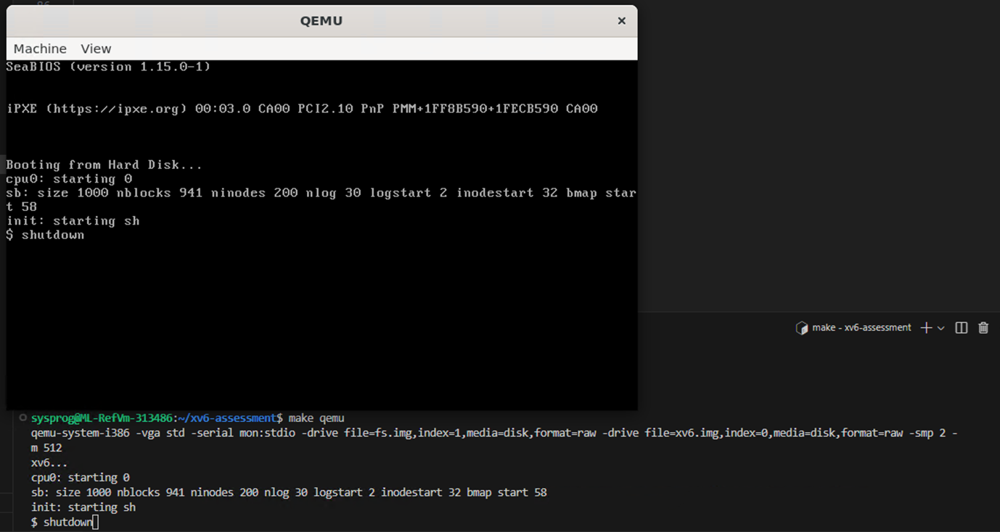 86
QEMU
×
Machine View
SeaBIOS (version 1.15.0-1)
iPXE (https://ipxe.org) 00:03.0 CA00 PCI2.10 PnP PMM+1FF8B590+1FECB590 CA00
Booting from Hard Disk...
cpu0: starting 0
sb: size 1000 nblocks 941 ninodes 200 nlog 30 logstart 2 inodestart 32 bmap star
t 58
init: starting sh
$ shutdown
make - xv6-assessment
sysprog@ML-RefVm-313486:~/xv6-assessment$ make qemu
qemu-system-i386 -vga std -serial mon:stdio -drive file=fs.img,index=1,media=disk,format=raw -drive file=xv6.img,index=0,media=disk,format=raw -smp 2 -
m 512
xv6...
cpu0: starting 0
sb: size 1000 nblocks 941 ninodes 200 nlog 30 logstart 2 inodestart 32 bmap start 58
init: starting sh
$ shutdown